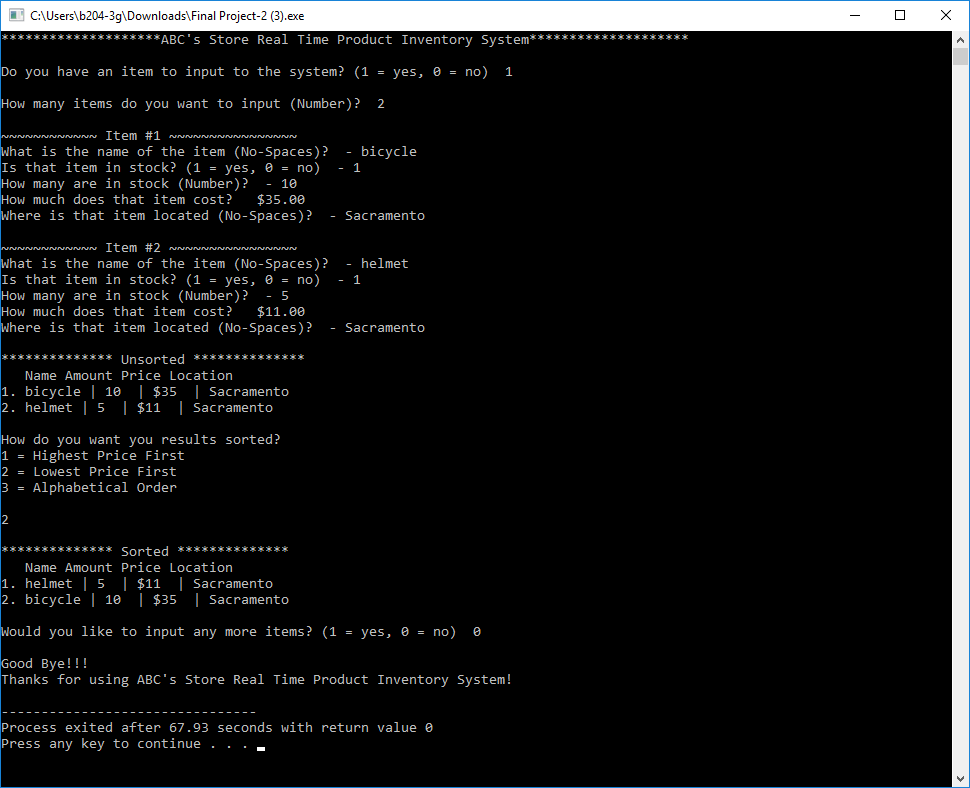 C:\Users\b204-3g\Downloads\Final Project-2 (3).exe
********************ABC's Store Real Time Product Inventory System********************
Do you have an item to input to the system? (1 = yes, 0 = no)  1
How many items do you want to input (Number)?  2
~~~~~~~~~~~~ Item #1 ~~~~~~~~~~~~~~~~
What is the name of the item (No-Spaces)?  - bicycle
Is that item in stock? (1 = yes, 0 = no)  - 1
How many are in stock (Number)?  - 10
How much does that item cost?   $35.00
Where is that item located (No-Spaces)?  - Sacramento
~~~~~~~~~~~~ Item #2 ~~~~~~~~~~~~~~~~
What is the name of the item (No-Spaces)?  - helmet
Is that item in stock? (1 = yes, 0 = no)  - 1
How many are in stock (Number)?  - 5
How much does that item cost?   $11.00
Where is that item located (No-Spaces)?  - Sacramento
************** Unsorted **************
   Name Amount Price Location
1. bicycle | 10  | $35  | Sacramento
2. helmet | 5  | $11  | Sacramento
How do you want you results sorted?
1 = Highest Price First
2 = Lowest Price First
3 = Alphabetical Order
2
************** Sorted **************
   Name Amount Price Location
1. helmet | 5  | $11  | Sacramento
2. bicycle | 10  | $35  | Sacramento
Would you like to input any more items? (1 = yes, 0 = no)  0
Good Bye!!!
Thanks for using ABC's Store Real Time Product Inventory System!
--------------------------------
Process exited after 67.93 seconds with return value 0
Press any key to continue . . .